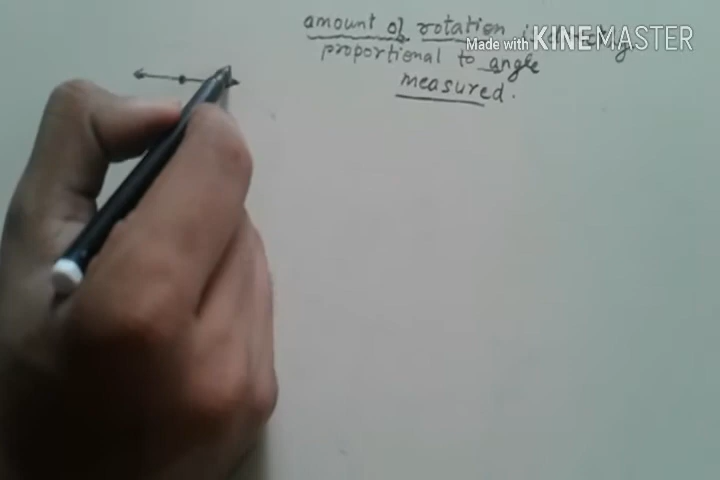 amount of rotation
Made with KINEMASTER
proportional to angle
measured.